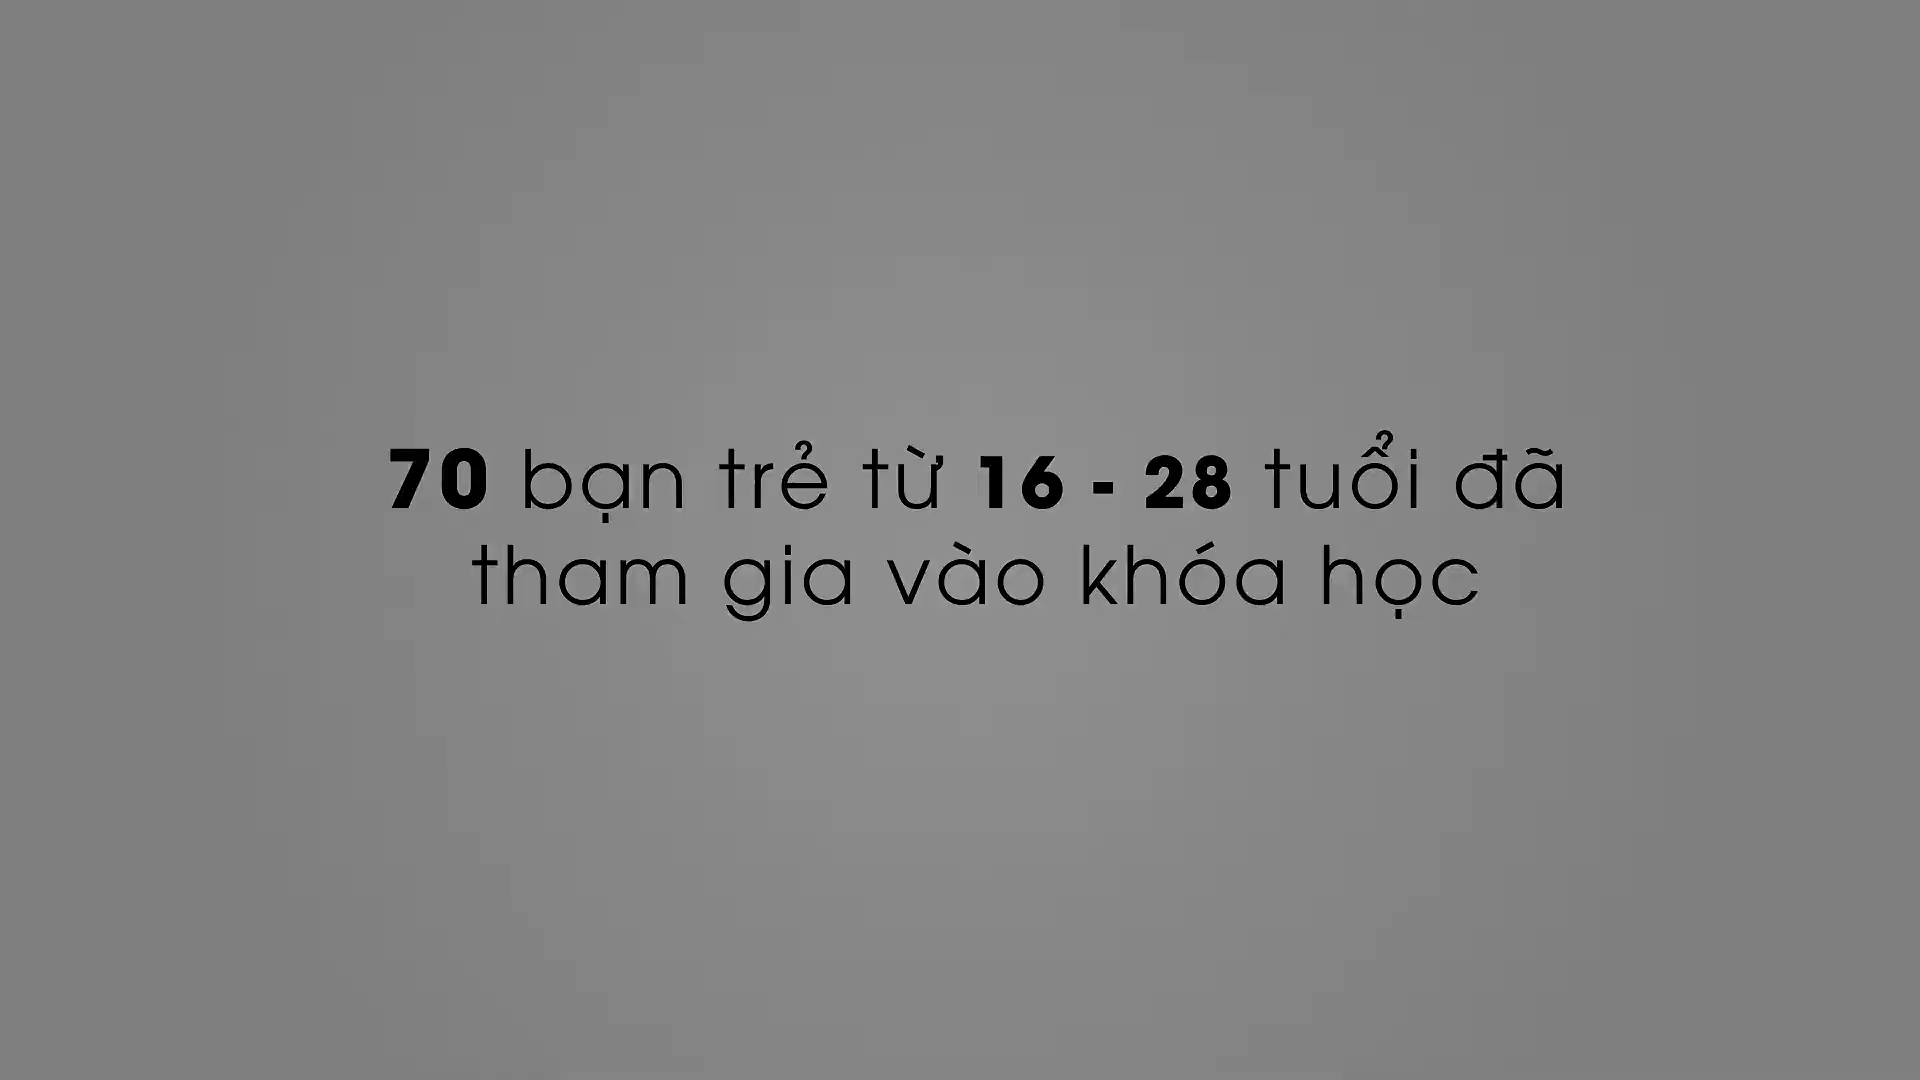 70 bạn trẻ từ 16 - 28 tuổi đã
tham gia vào khóa học